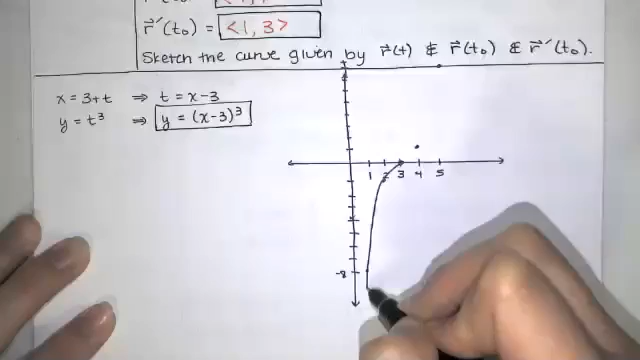 r⃗′(t₀) = <1, 3>
Sketch the curve given by r⃗(t) & r⃗(t₀) & r⃗′(t₀).
x = 3+t ⇒ t = x-3
y = t³ ⇒ y = (x-3)³
1 2 3 4 5
-8